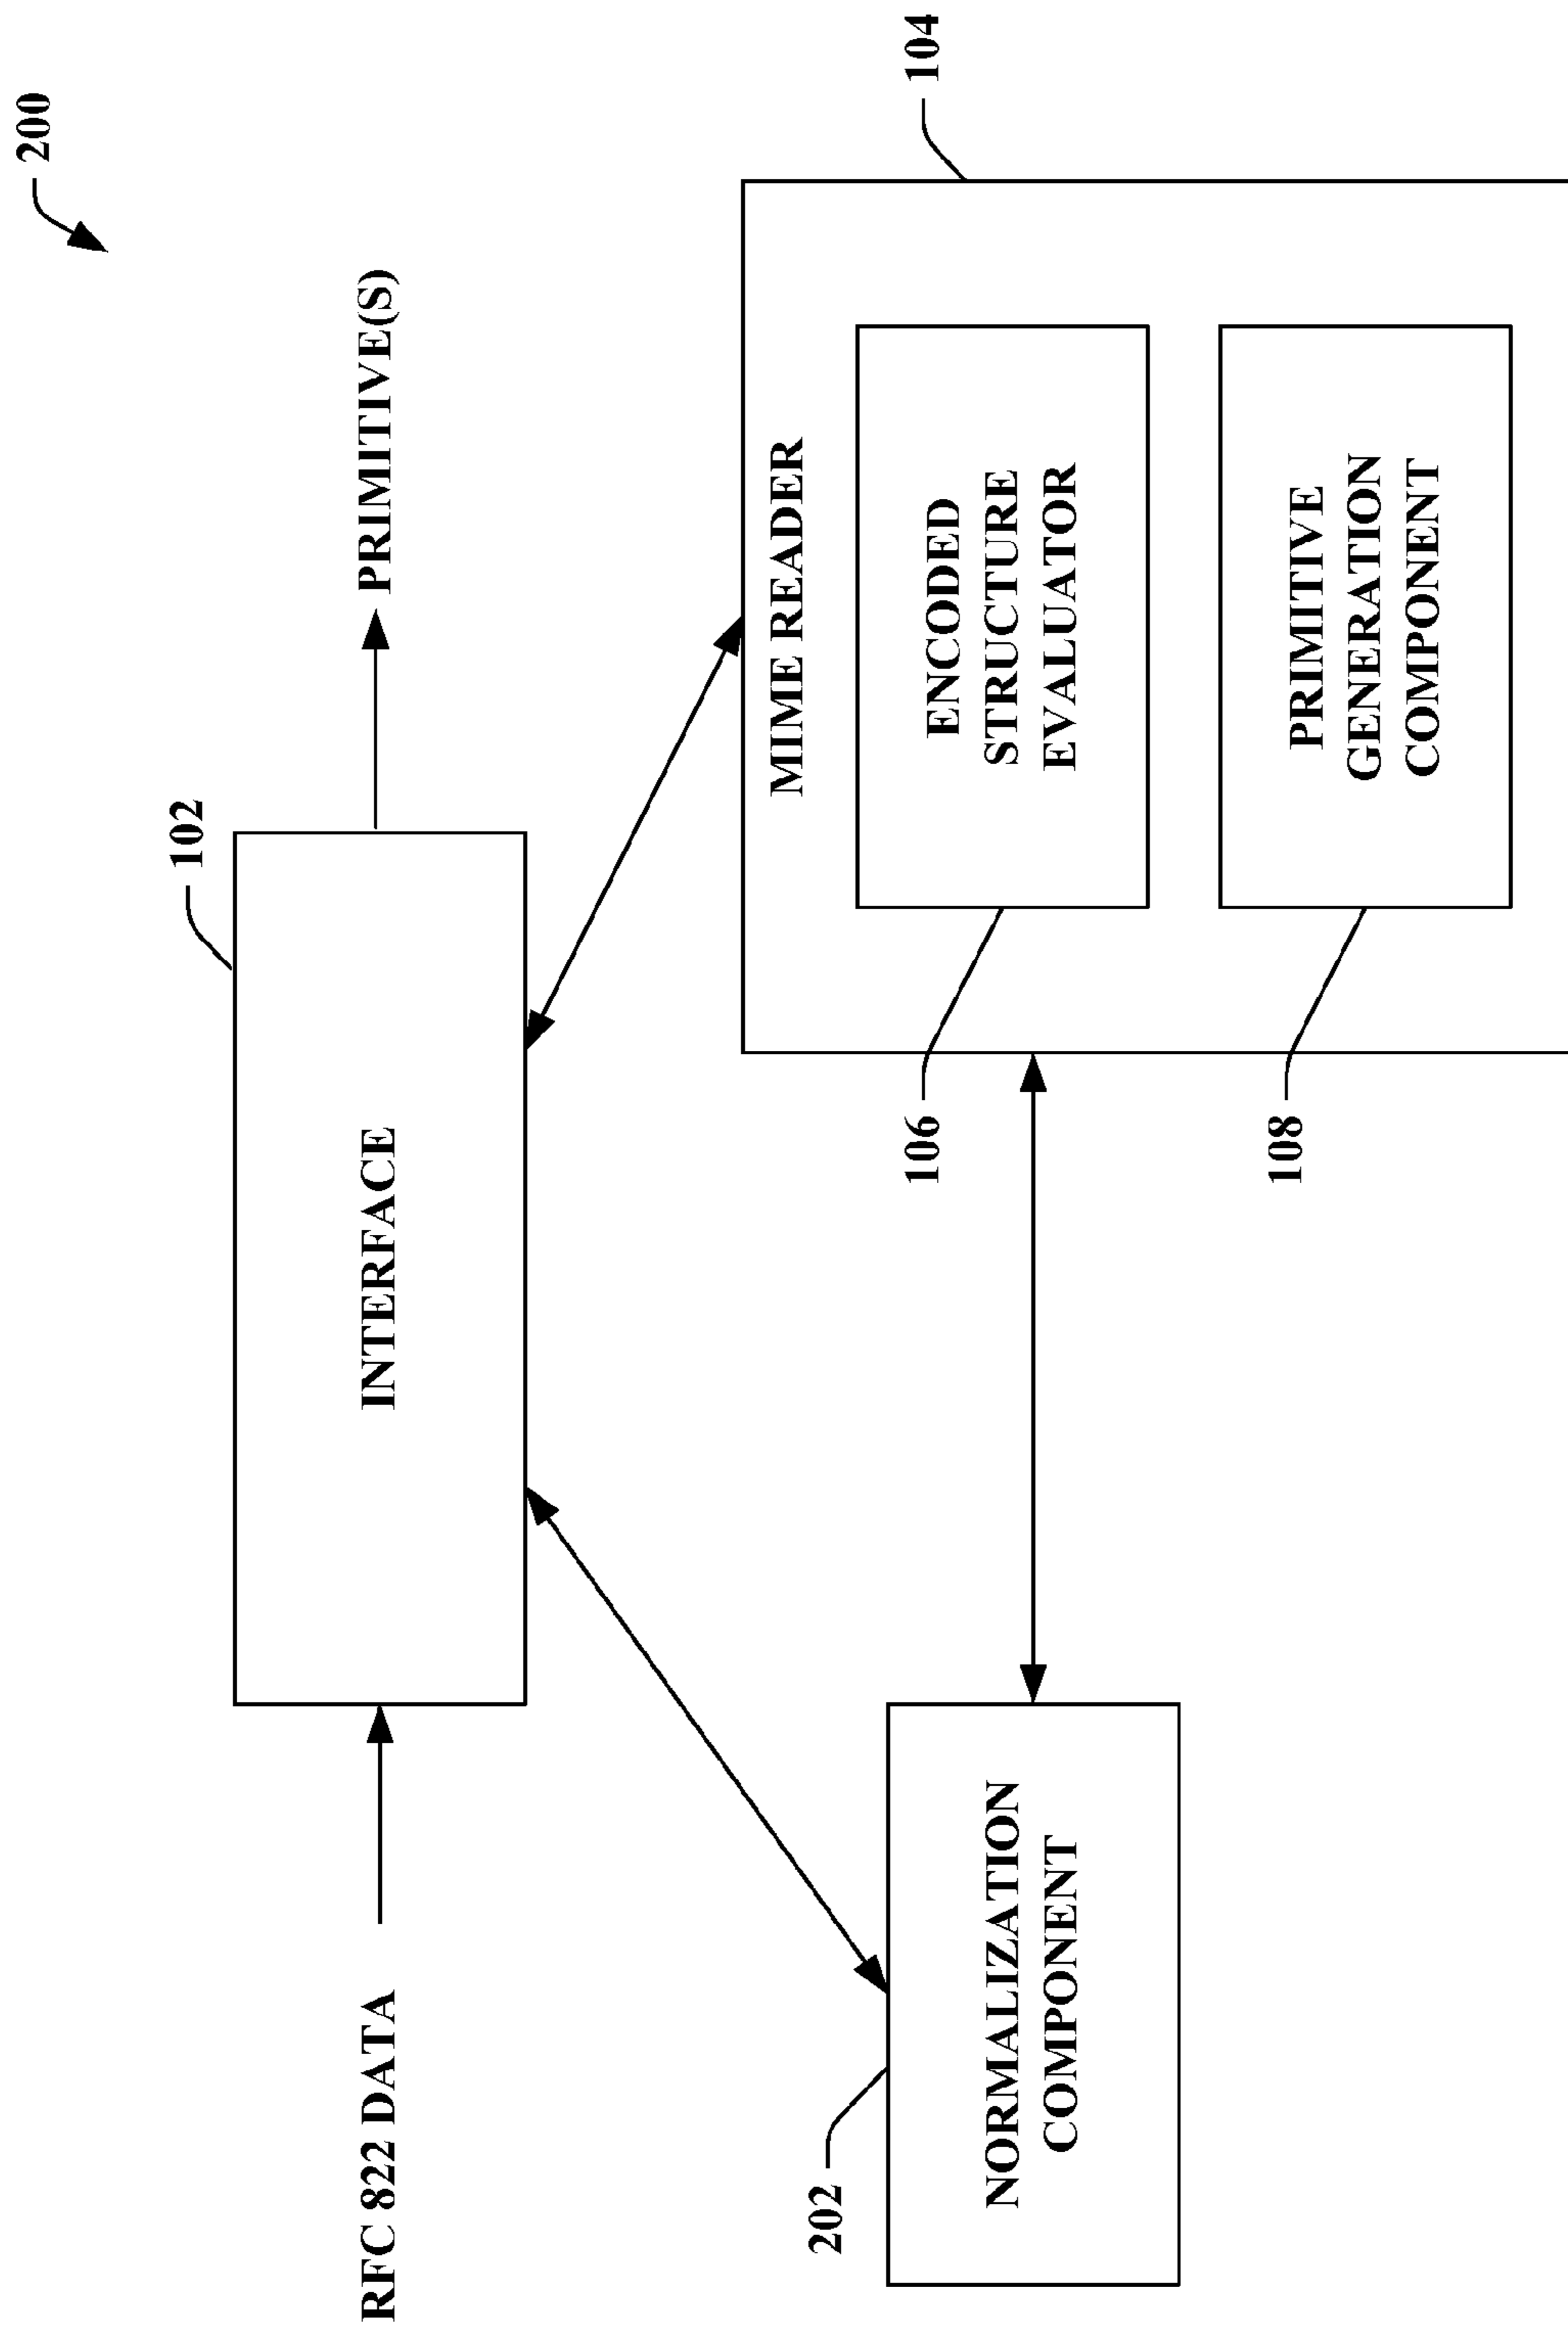 200
102
RFC 822 DATA
INTERFACE
PRIMITIVE(S)
202
NORMALIZATION
COMPONENT
104
MIME READER
106
ENCODED
STRUCTURE
EVALUATOR
108
PRIMITIVE
GENERATION
COMPONENT